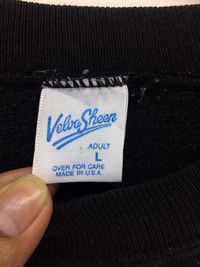 Velva Sheen
ADULT
L
OVER FOR CARE
MADE IN U.S.A.